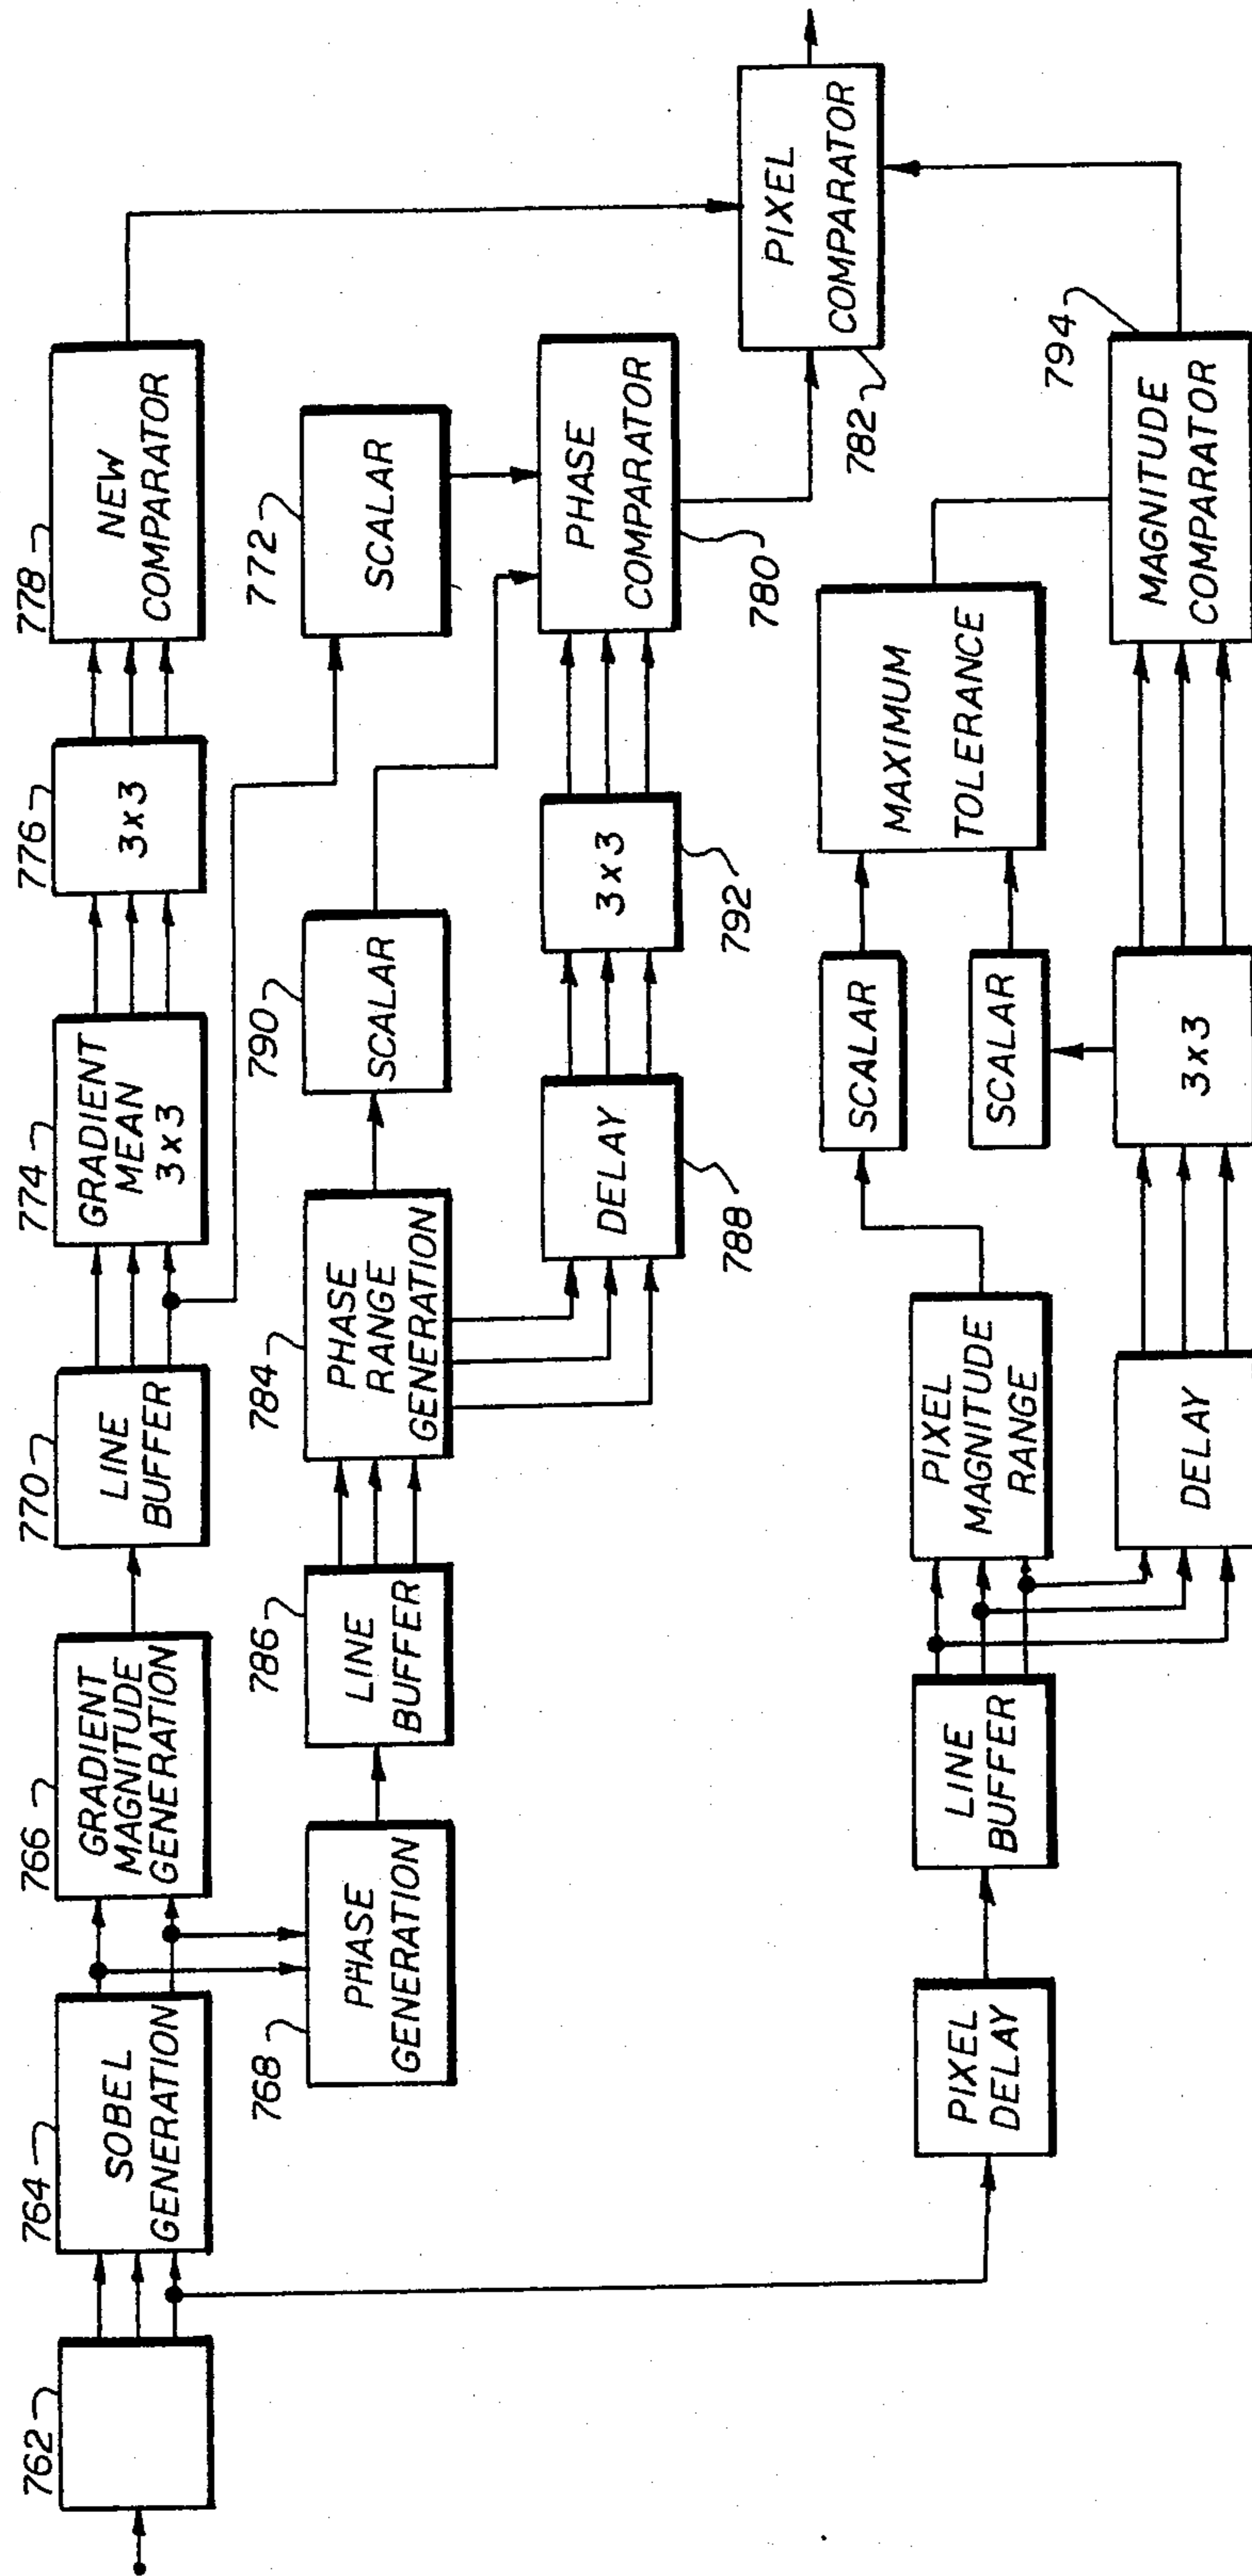 762
764
SOBEL
GENERATION
766
GRADIENT
MAGNITUDE
GENERATION
770
LINE
BUFFER
774
GRADIENT
MEAN
3x3
776
3x3
778
NEW
COMPARATOR
768
PHASE
GENERATION
786
LINE
BUFFER
784
PHASE
RANGE
GENERATION
790
SCALAR
772
SCALAR
DELAY
788
3x3
792
PHASE
COMPARATOR
780
PIXEL
COMPARATOR
782
PIXEL
DELAY
LINE
BUFFER
PIXEL
MAGNITUDE
RANGE
SCALAR
SCALAR
MAXIMUM
TOLERANCE
DELAY
3x3
794
MAGNITUDE
COMPARATOR